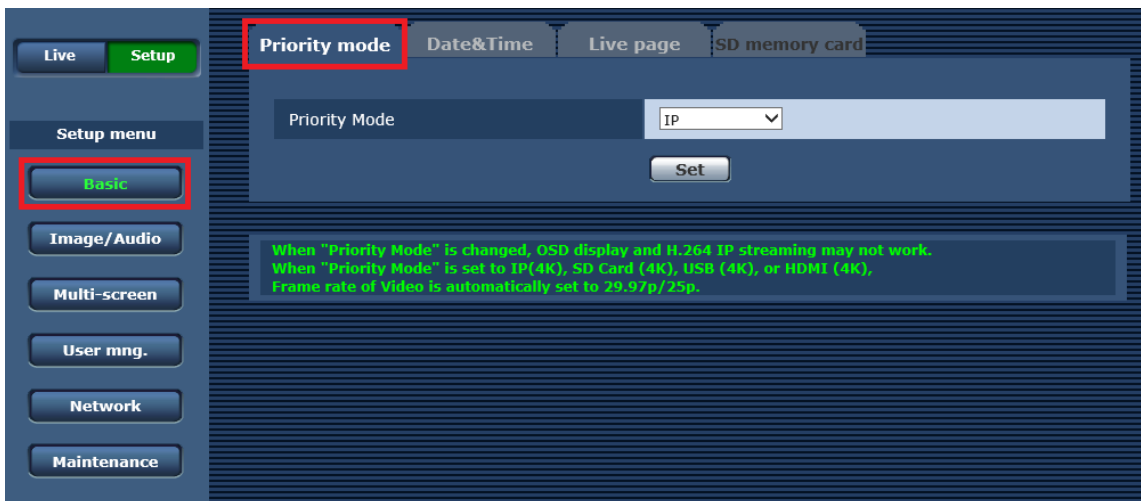 Live Setup
Priority mode Date&Time Live page SD memory card
Setup menu
Basic
Image/Audio
Multi-screen
User mng.
Network
Maintenance
Priority Mode IP
Set
When "Priority Mode" is changed, OSD display and H.264 IP streaming may not work.
When "Priority Mode" is set to IP(4K), SD Card (4K), USB (4K), or HDMI (4K),
Frame rate of Video is automatically set to 29.97p/25p.